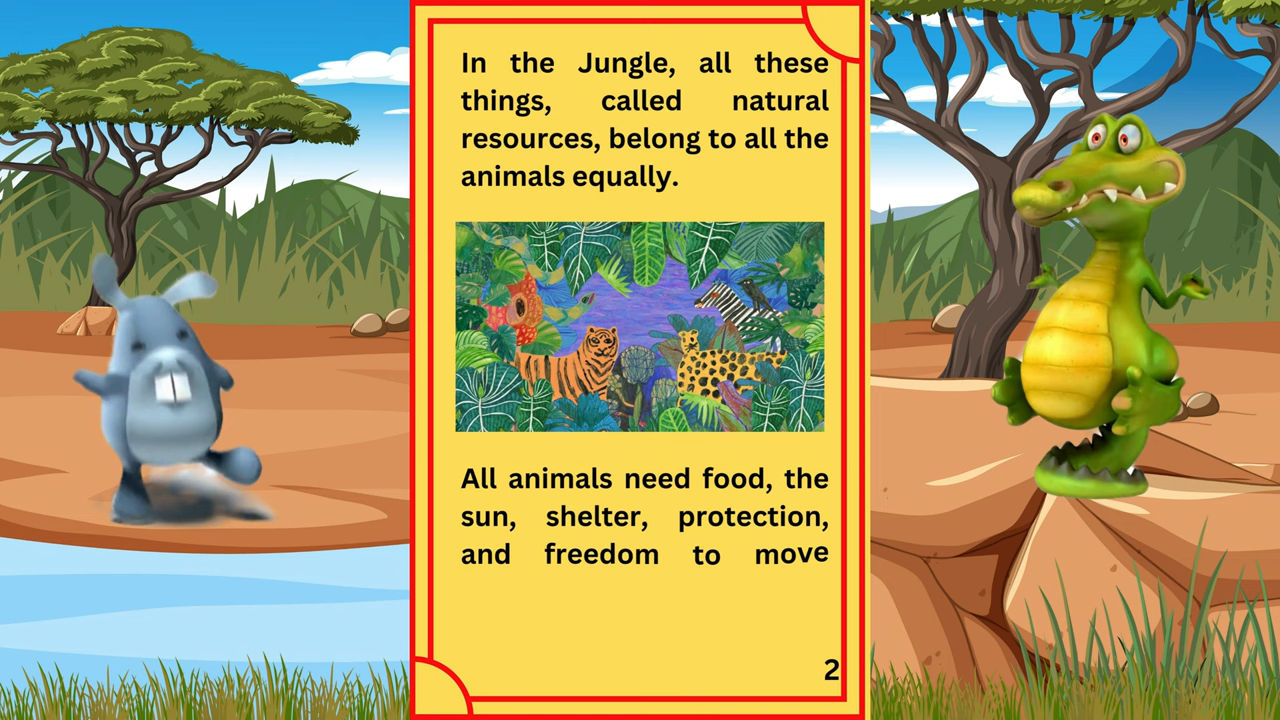 In the Jungle, all these
things, called natural
resources, belong to all the
animals equally.
All animals need food, the
sun, shelter, protection,
and freedom to move
2